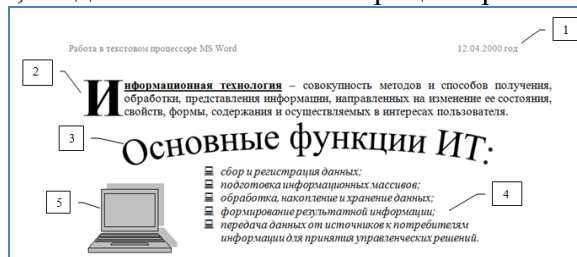 Работа в текстовом процессоре MS Word 12.04.2000 год
1
2
Информационная технология – совокупность методов и способов получения,
обработки, представления информации, направленных на изменение ее состояния,
свойств, формы, содержания и осуществляемых в интересах пользователя.
3
Основные функции ИТ:
сбор и регистрация данных;
подготовка информационных массивов;
обработка, накопление и хранение данных;
4
5
формирование результатной информации;
передача данных от источников к потребителям
информации для принятия управленческих решений.